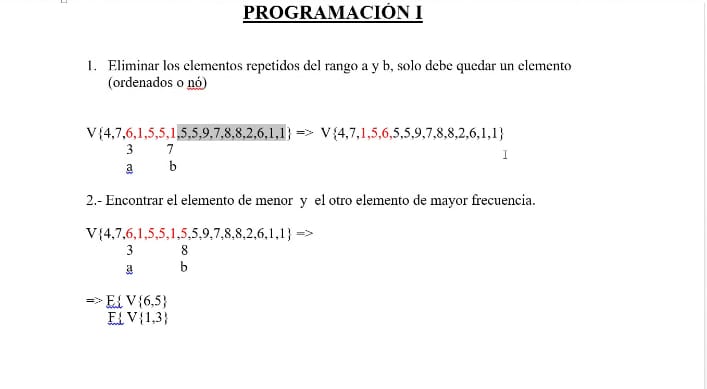 PROGRAMACIÓN I
1. Eliminar los elementos repetidos del rango a y b, solo debe quedar un elemento
(ordenados o nó)
V{4,7,6,1,5,5,1,5,5,9,7,8,8,2,6,1,1} => V{4,7,1,5,6,5,5,9,7,8,8,2,6,1,1}
3 7
a b
2.- Encontrar el elemento de menor y el otro elemento de mayor frecuencia.
V{4,7,6,1,5,5,1,5,5,9,7,8,8,2,6,1,1} =>
3 8
a b
=> E{ V{6,5}
F{ V{1,3}